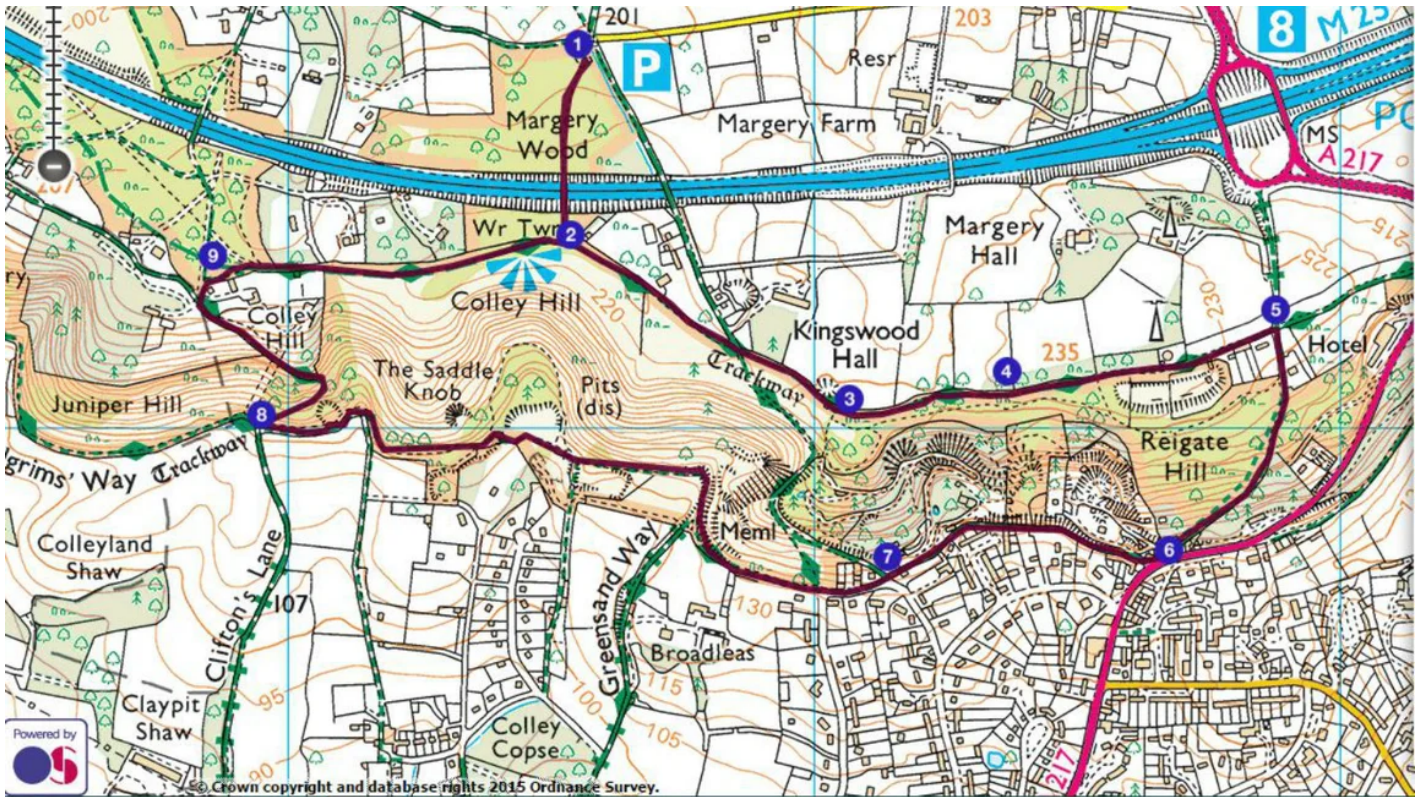 201
203
8
M 25
1
P
Resr
Margery
Wood
Margery Farm
MS
A 217
Wr Twr
2
Margery
Hall
215
225
9
Colley Hill
220
230
5
Colley
Hill
Kingswood
Hall
Hotel
The Saddle
Knob
Trackway
4
235
Pits
(dis)
3
Juniper Hill
8
Reigate
Hill
grims' Way Trackway
Meml
7
6
Colleyland
Shaw
Clifton's Lane
107
Greensand Way
130
Broadleas
95
100
115
Claypit
Shaw
Colley
Copse
105
217
90
Powered by
OS
© Crown copyright and database rights 2015 Ordnance Survey.